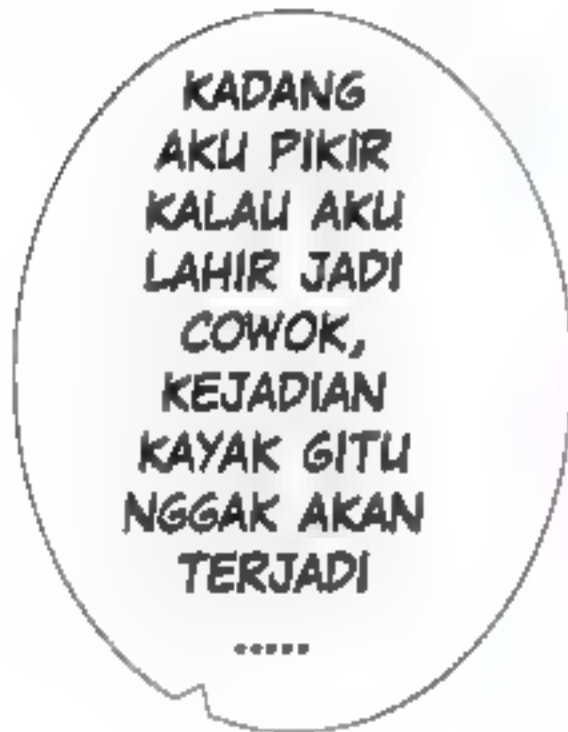 KADANG
AKU PIKIR
KALAU AKU
LAHIR JADI
COWOK,
KEJADIAN
KAYAK GITU
NGGAK AKAN
TERJADI
.....